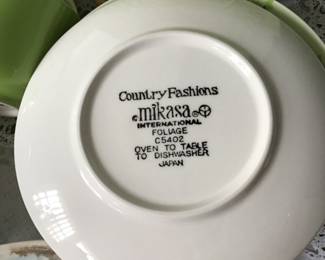 Country Fashions
©mikasa
INTERNATIONAL
FOLIAGE
C5402
OVEN TO TABLE
TO DISHWASHER
JAPAN